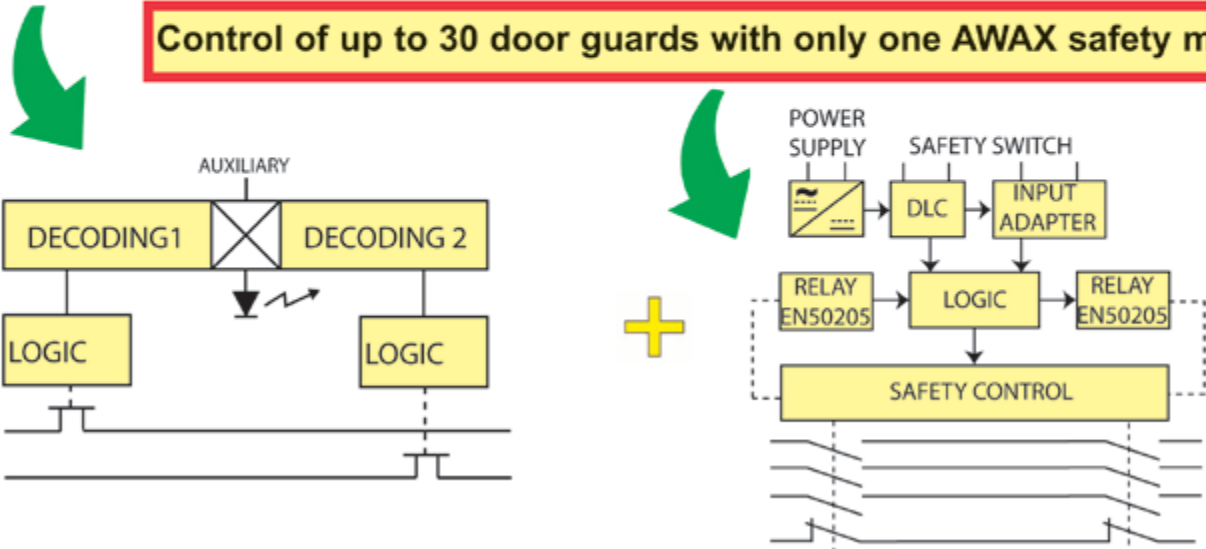 Control of up to 30 door guards with only one AWAX safety
AUXILIARY
DECODING1
DECODING 2
LOGIC
LOGIC
POWER
SUPPLY
SAFETY SWITCH
DLC
INPUT
ADAPTER
RELAY
EN50205
LOGIC
RELAY
EN50205
SAFETY CONTROL